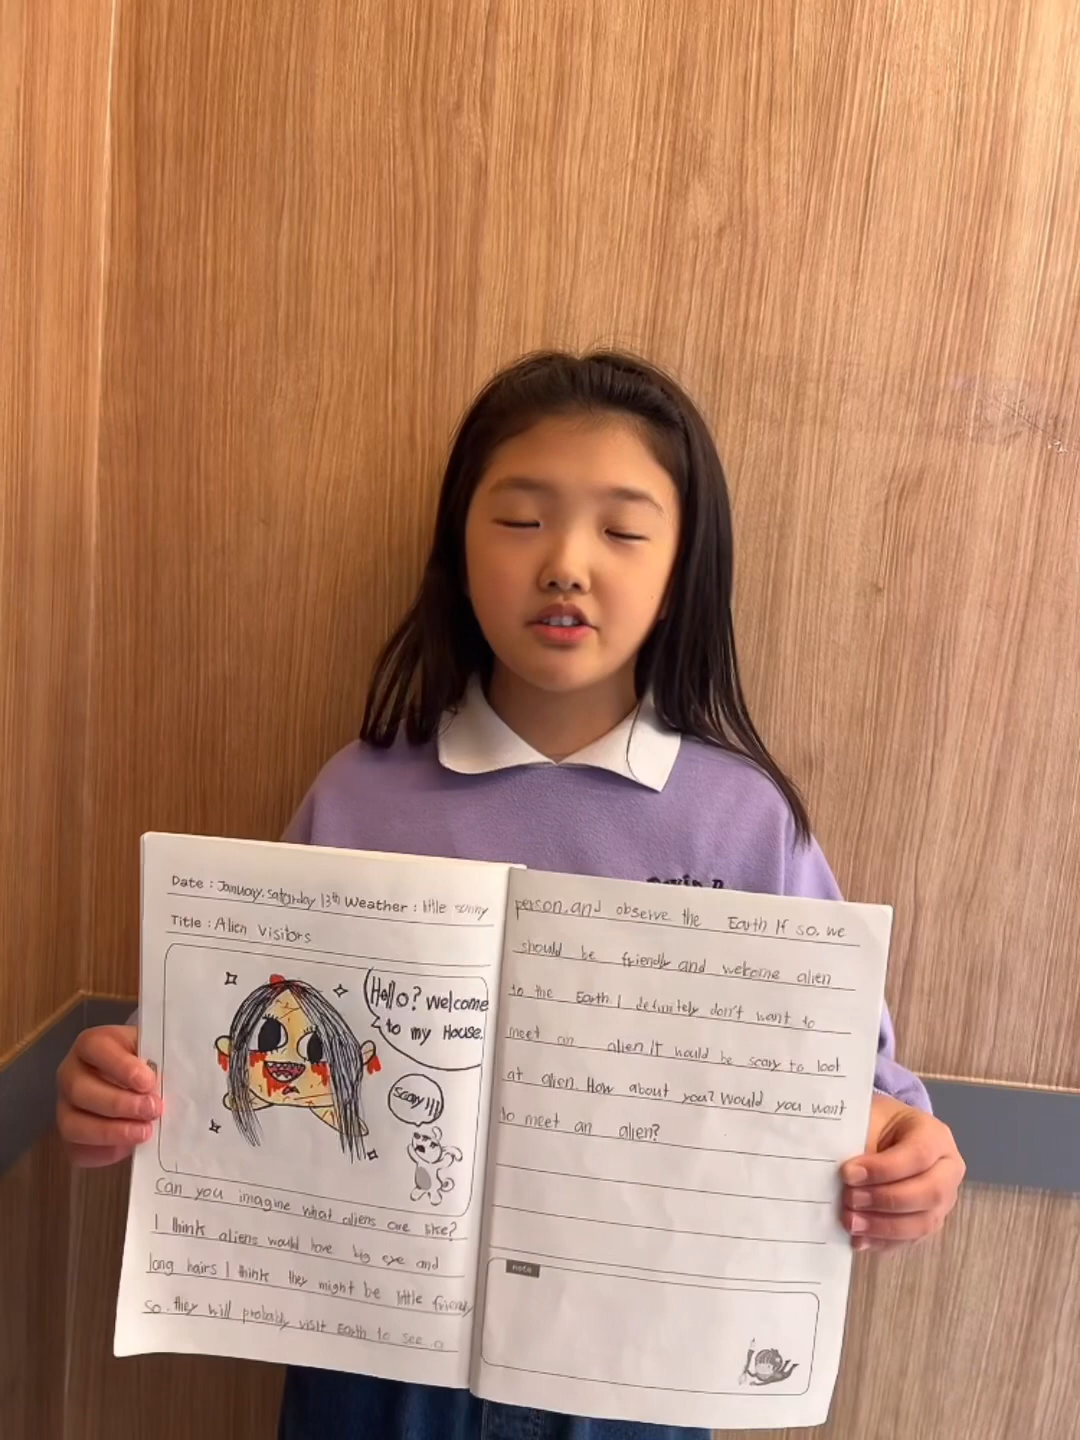 Date : January. saturday 13th Weather : little sunny
Title : Alien Visitors
Hello? welcome
to my House.
scary!!!
Can you imagine what aliens are like?
I think aliens would have big eye and
long hairs I think they might be little friendly
so. they will probably visit Earth to see a
person. and observe the Earth If so. we
should be friendly and welcome alien
to the Earth. I definitely don't want to
meet an alien. It would be scary to look
at alien. How about you? Would you want
to meet an alien?
note